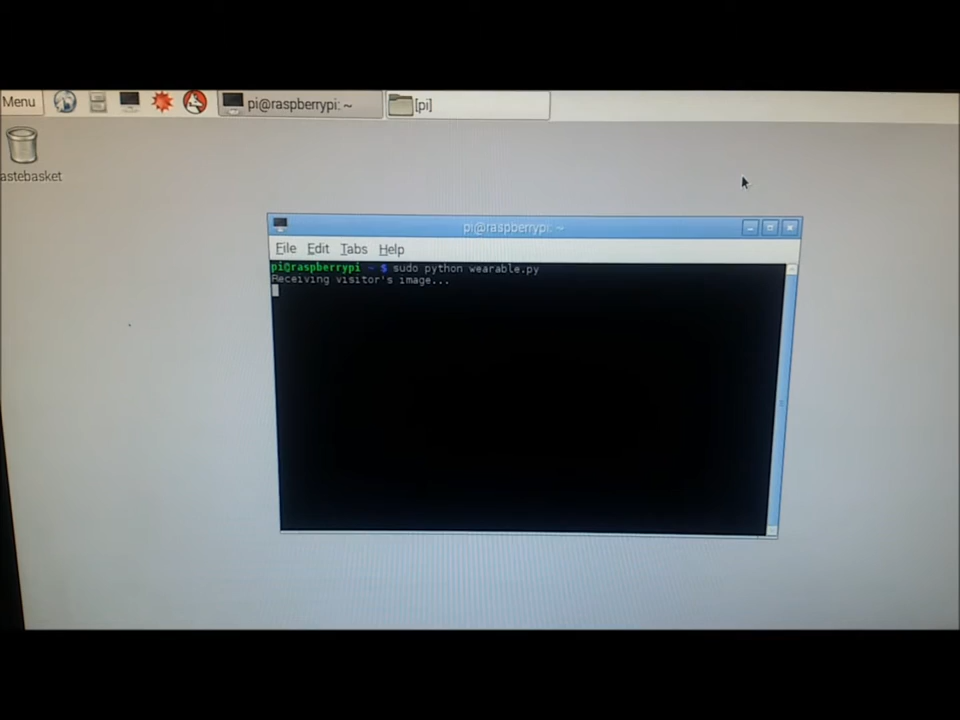 Menu
pi@raspberrypi: ~
[pi]
astebasket
pi@raspberrypi: ~
File Edit Tabs Help
pi@raspberrypi ~ $ sudo python wearable.py
Receiving visitor's image...